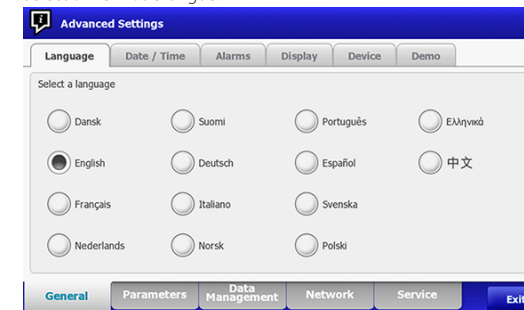 Advanced Settings
Language Date / Time Alarms Display Device Demo
Select a language
Dansk Suomi Português Ελληνικά
English Deutsch Español 中文
Français Italiano Svenska
Nederlands Norsk Polski
General Parameters Data Management Network Service Exit